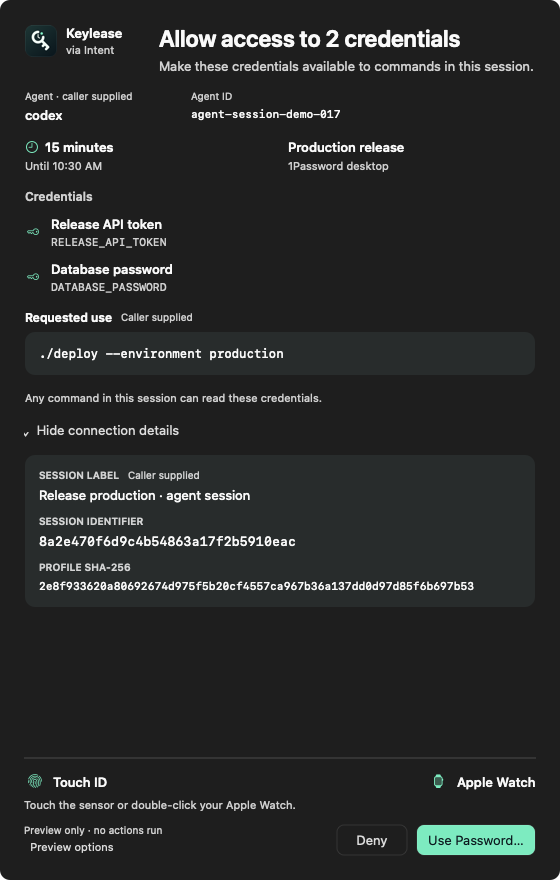 Keylease
via Intent
Allow access to 2 credentials
Make these credentials available to commands in this session.
Agent · caller supplied
codex
Agent ID
agent-session-demo-017
15 minutes
Until 10:30 AM
Production release
1Password desktop
Credentials
Release API token
RELEASE_API_TOKEN
Database password
DATABASE_PASSWORD
Requested use Caller supplied
./deploy --environment production
Any command in this session can read these credentials.
Hide connection details
SESSION LABEL Caller supplied
Release production · agent session
SESSION IDENTIFIER
8a2e470f6d9c4b54863a17f2b5910eac
PROFILE SHA-256
2e8f933620a80692674d975f5b20cf4557ca967b36a137dd0d97d85f6b697b53
Touch ID
Apple Watch
Touch the sensor or double-click your Apple Watch.
Preview only · no actions run
Preview options
Deny
Use Password...